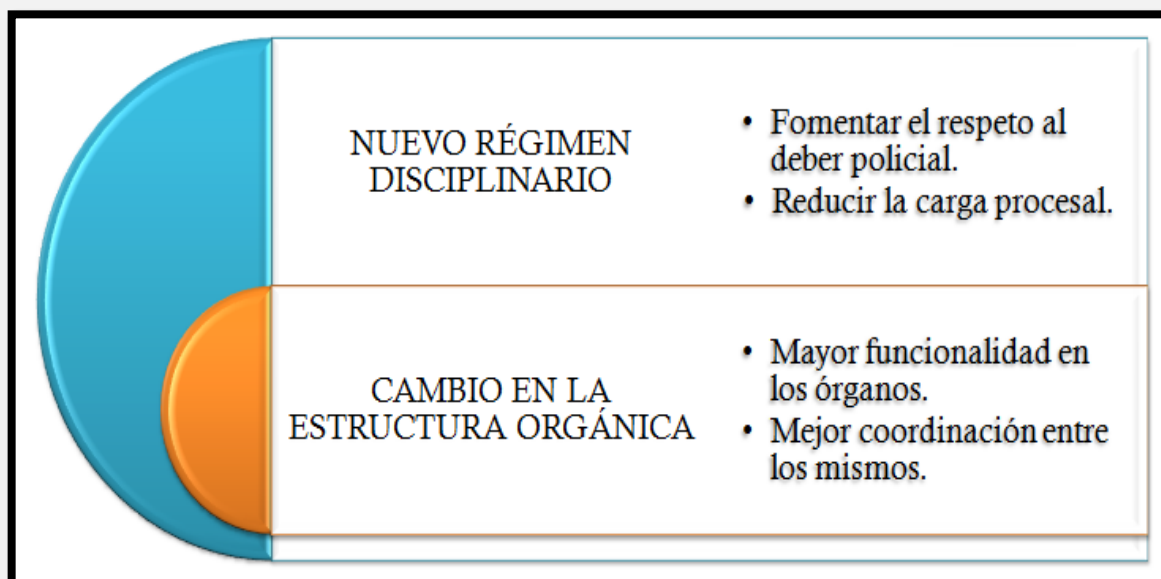 NUEVO RÉGIMEN
DISCIPLINARIO
• Fomentar el respeto al
deber policial.
• Reducir la carga procesal.
CAMBIO EN LA
ESTRUCTURA ORGÁNICA
• Mayor funcionalidad en
los órganos.
• Mejor coordinación entre
los mismos.